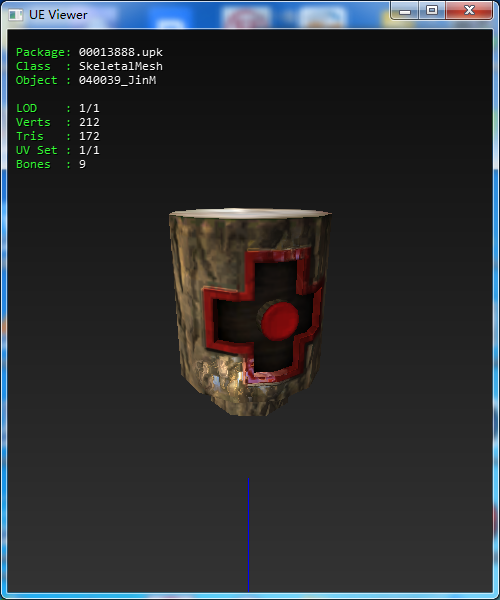 UE Viewer
Package: 00013888.upk
Class : SkeletalMesh
Object : 040039_JinM
LOD : 1/1
Verts : 212
Tris : 172
UV Set : 1/1
Bones : 9